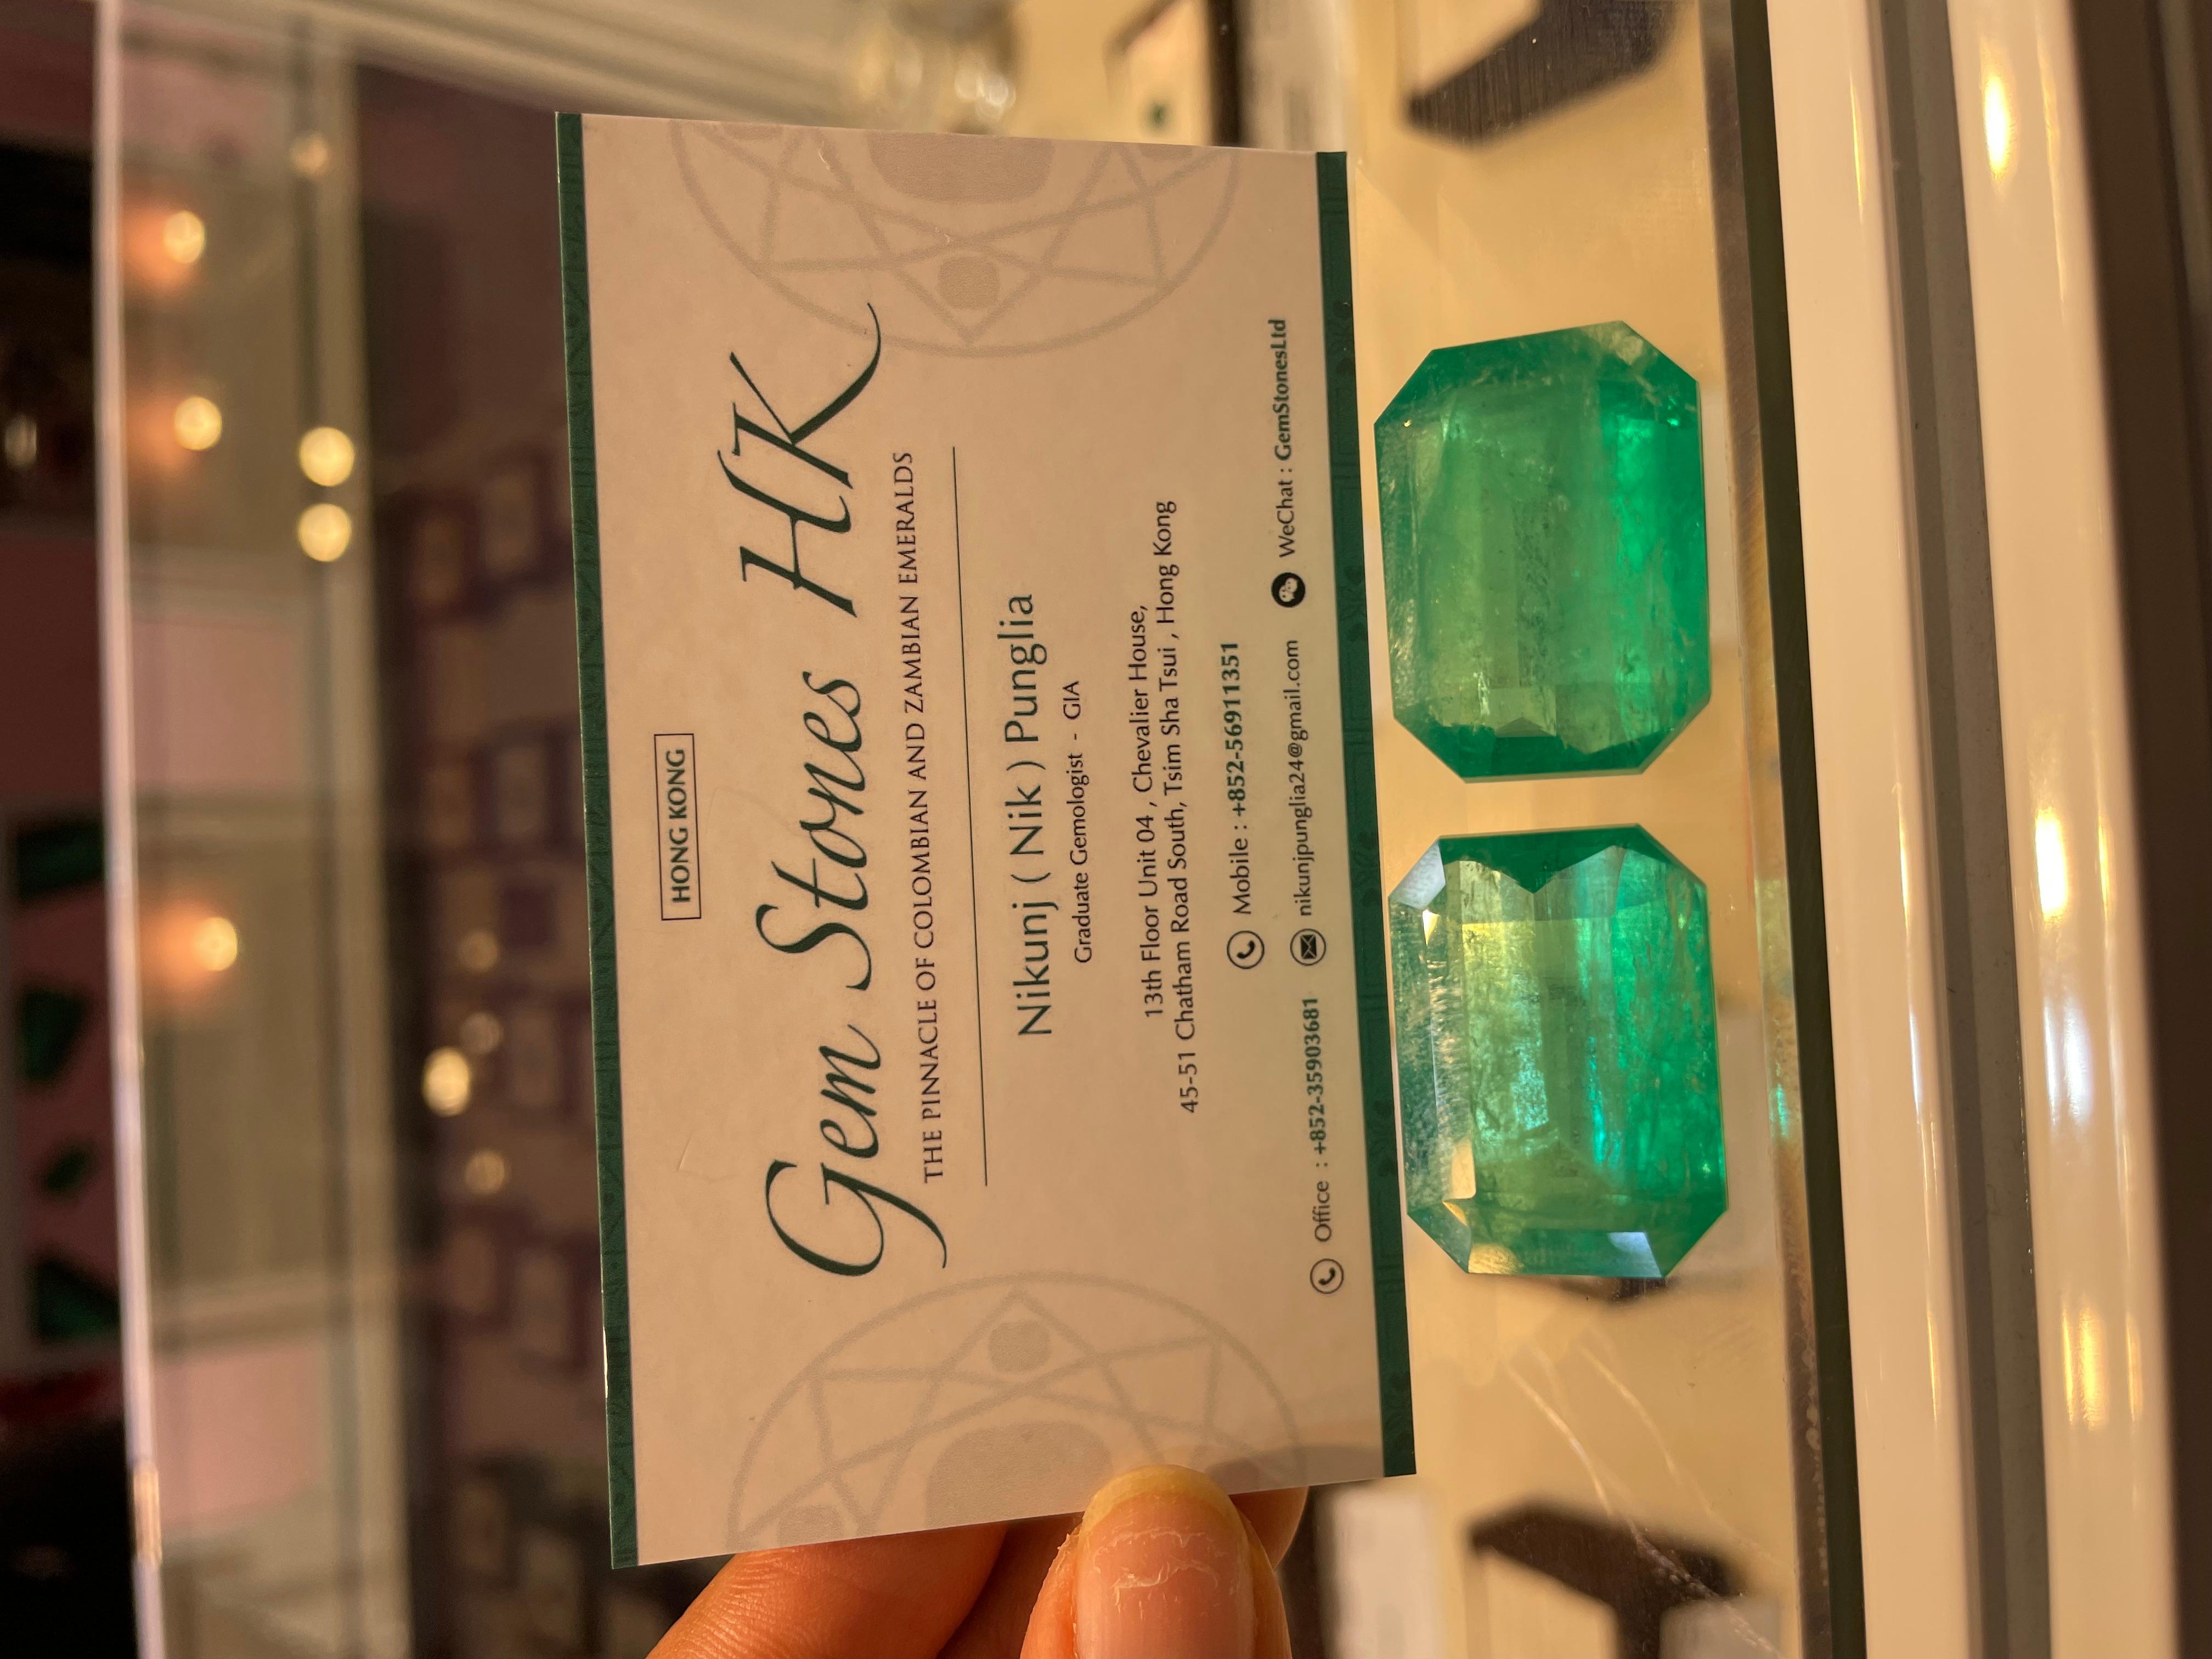 HONG KONG
Gem Stones HK
THE PINNACLE OF COLOMBIAN AND ZAMBIAN EMERALDS
Nikunj ( Nik ) Punglia
Graduate Gemologist - GIA
13th Floor Unit 04 , Chevalier House,
45-51 Chatham Road South, Tsim Sha Tsui , Hong Kong
Mobile : +852-56911351
Office : +852-35903681 nikunjpunglia24@gmail.com WeChat : GemStonesLtd